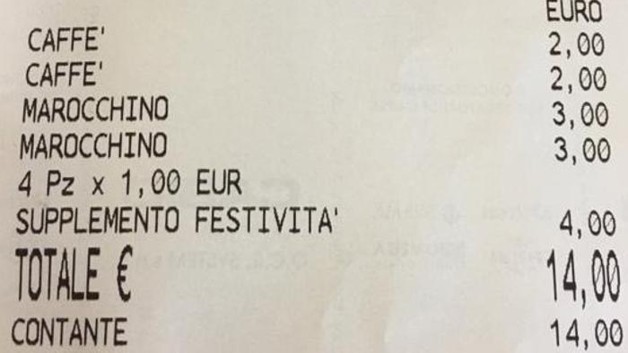 EURO
CAFFE' 2,00
CAFFE' 2,00
MAROCCHINO 3,00
MAROCCHINO 3,00
4 Pz x 1,00 EUR
SUPPLEMENTO FESTIVITA' 4,00
TOTALE € 14,00
CONTANTE 14,00